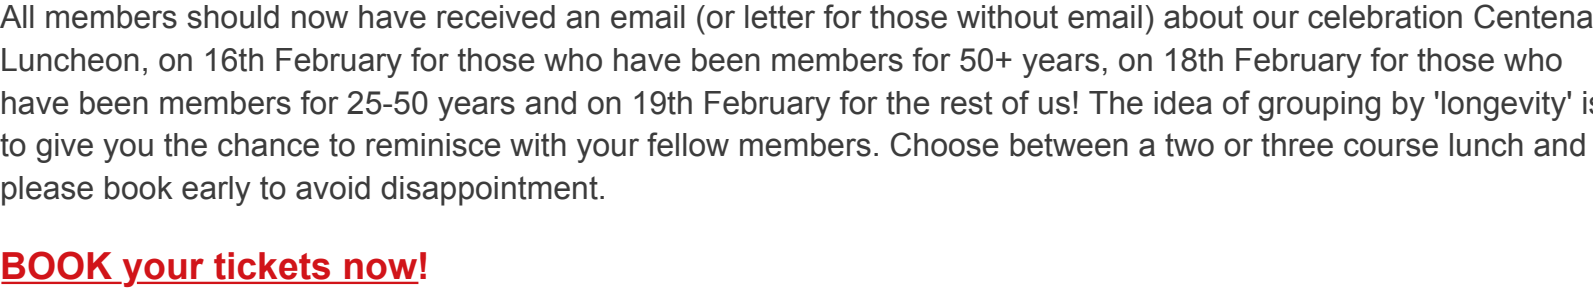 All members should now have received an email (or letter for those without email) about our celebration Centena
Luncheon, on 16th February for those who have been members for 50+ years, on 18th February for those who
have been members for 25-50 years and on 19th February for the rest of us! The idea of grouping by 'longevity' is
to give you the chance to reminisce with your fellow members. Choose between a two or three course lunch and
please book early to avoid disappointment.
BOOK your tickets now!